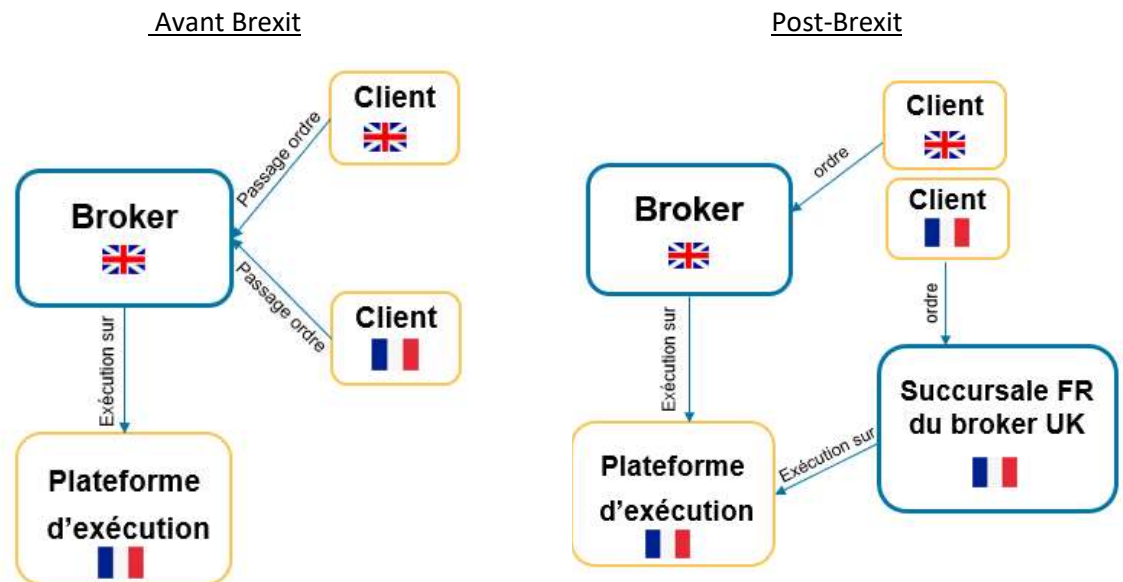 Avant Brexit
Client
Passage ordre
Broker
Passage ordre
Client
Exécution sur
Plateforme
d'exécution
Post-Brexit
Client
ordre
Client
Broker
ordre
Exécution sur
Succursale FR
du broker UK
Exécution sur
Plateforme
d'exécution